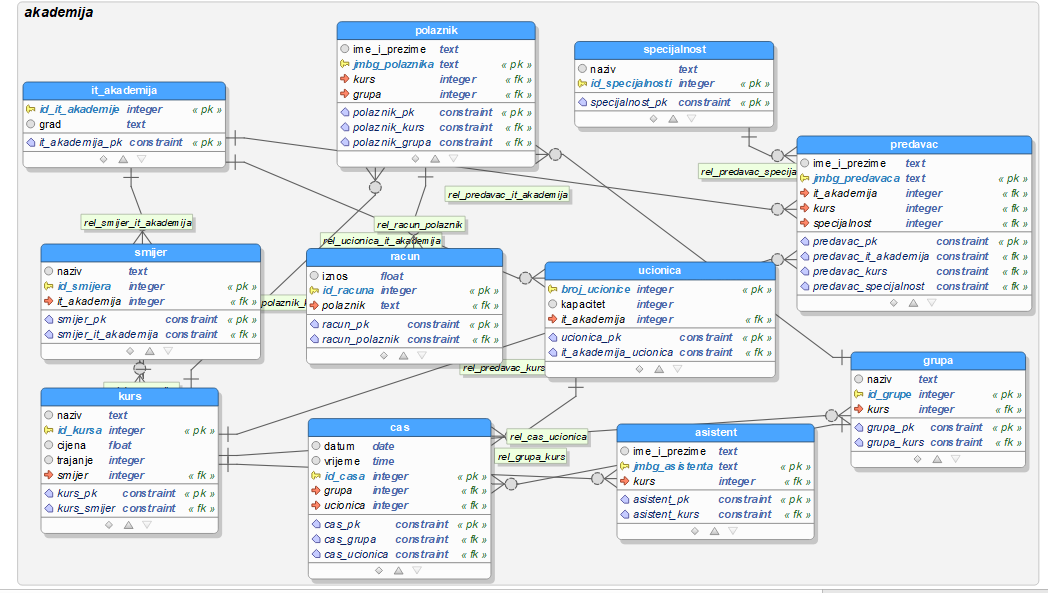 akademija
polaznik
ime_i_prezime text
jmbg_polaznika text « pk »
kurs integer « fk »
grupa integer « fk »
polaznik_pk constraint « pk »
polaznik_kurs constraint « fk »
polaznik_grupa constraint « fk »
specijalnost
naziv text
id_specijalnosti integer « pk »
specijalnost_pk constraint « pk »
it_akademija
id_it_akademije integer « pk »
grad text
it_akademija_pk constraint « pk »
predavac
ime_i_prezime text
jmbg_predavaca text « pk »
it_akademija integer « fk »
kurs integer « fk »
specijalnost integer « fk »
predavac_pk constraint « pk »
predavac_it_akademija constraint « fk »
predavac_kurs constraint « fk »
predavac_specijalnost constraint « fk »
rel_predavac_specija
rel_predavac_it_akademija
rel_smijer_it_akademija
rel_racun_polaznik
rel_ucionica_it_akademija
smijer
naziv text
id_smijera integer « pk »
it_akademija integer « fk »
smijer_pk constraint « pk »
smijer_it_akademija constraint « fk »
racun
iznos float
id_racuna integer « pk »
polaznik text « fk »
racun_pk constraint « pk »
racun_polaznik constraint « fk »
ucionica
broj_ucionice integer « pk »
kapacitet integer
it_akademija integer « fk »
ucionica_pk constraint « pk »
it_akademija_ucionica constraint « fk »
polaznik_k
rel_predavac_kurs
grupa
naziv text
id_grupe integer « pk »
kurs integer « fk »
grupa_pk constraint « pk »
grupa_kurs constraint « fk »
kurs
naziv text
id_kursa integer « pk »
cijena float
trajanje integer
smijer integer « fk »
kurs_pk constraint « pk »
kurs_smijer constraint « fk »
cas
datum date
vrijeme time
id_casa integer « pk »
grupa integer « fk »
ucionica integer « fk »
cas_pk constraint « pk »
cas_grupa constraint « fk »
cas_ucionica constraint « fk »
rel_cas_ucionica
rel_grupa_kurs
asistent
ime_i_prezime text
jmbg_asistenta text « pk »
kurs integer « fk »
asistent_pk constraint « pk »
asistent_kurs constraint « fk »